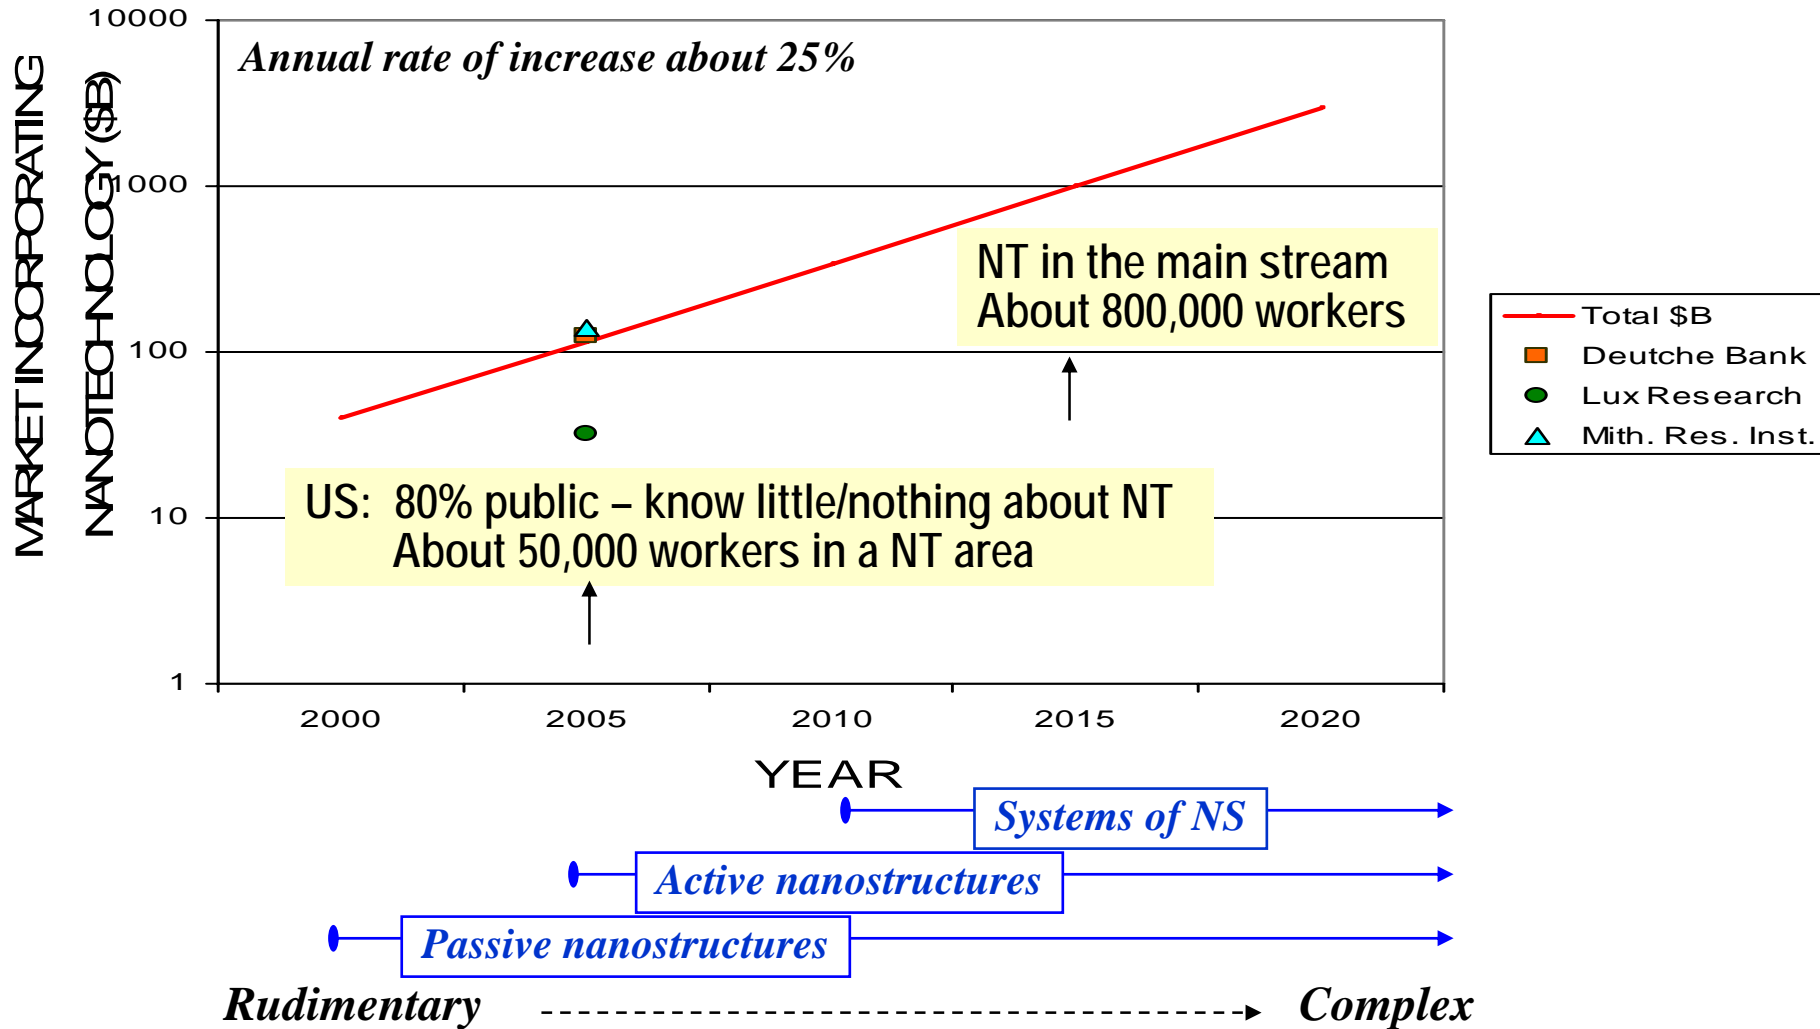 MARKET INCORPORATING
NANOTECHNOLOGY ($B)
10000
1000
100
10
1
Annual rate of increase about 25%
NT in the main stream
About 800,000 workers
US: 80% public – know little/nothing about NT
About 50,000 workers in a NT area
Total $B
Deutche Bank
Lux Research
Mith. Res. Inst.
2000 2005 2010 2015 2020
YEAR
Systems of NS
Active nanostructures
Passive nanostructures
Rudimentary Complex